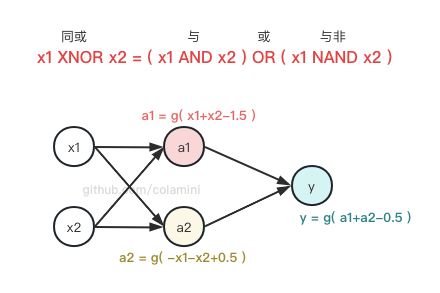 同或 与 或 与非
x1 XNOR x2 = ( x1 AND x2 ) OR ( x1 NAND x2 )
a1 = g( x1+x2-1.5 )
x1 a1
github.com/colamini
y
x2 a2
y = g( a1+a2-0.5 )
a2 = g( -x1-x2+0.5 )